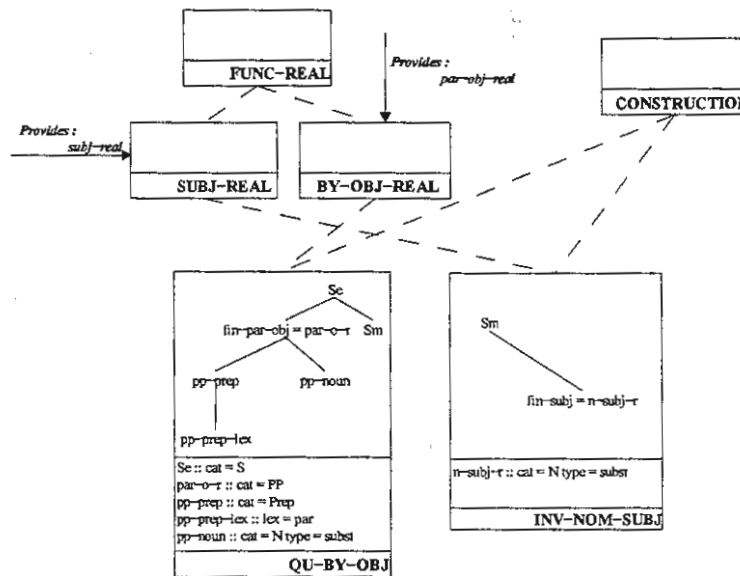 FUNC-REAL
Provides :
par-obj-real
CONSTRUCTION
Provides :
subj-real
SUBJ-REAL
BY-OBJ-REAL
Se
fin-par-obj = par-o-r Sm
pp-prep pp-noun
pp-prep-lex
Se :: cat = S
par-o-r :: cat = PP
pp-prep :: cat = Prep
pp-prep-lex :: lex = par
pp-noun :: cat = N type = subst
QU-BY-OBJ
Sm
fin-subj = n-subj-r
n-subj-r :: cat = N type = subst
INV-NOM-SUBJ